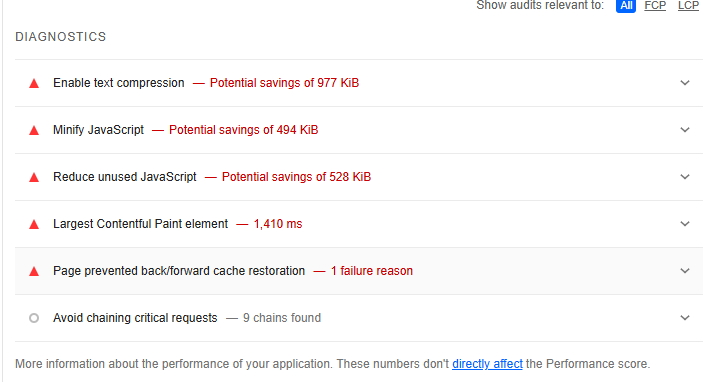 Show audits relevant to: All FCP LCP
DIAGNOSTICS
Enable text compression — Potential savings of 977 KiB
Minify JavaScript — Potential savings of 494 KiB
Reduce unused JavaScript — Potential savings of 528 KiB
Largest Contentful Paint element — 1,410 ms
Page prevented back/forward cache restoration — 1 failure reason
Avoid chaining critical requests — 9 chains found
More information about the performance of your application. These numbers don't directly affect the Performance score.